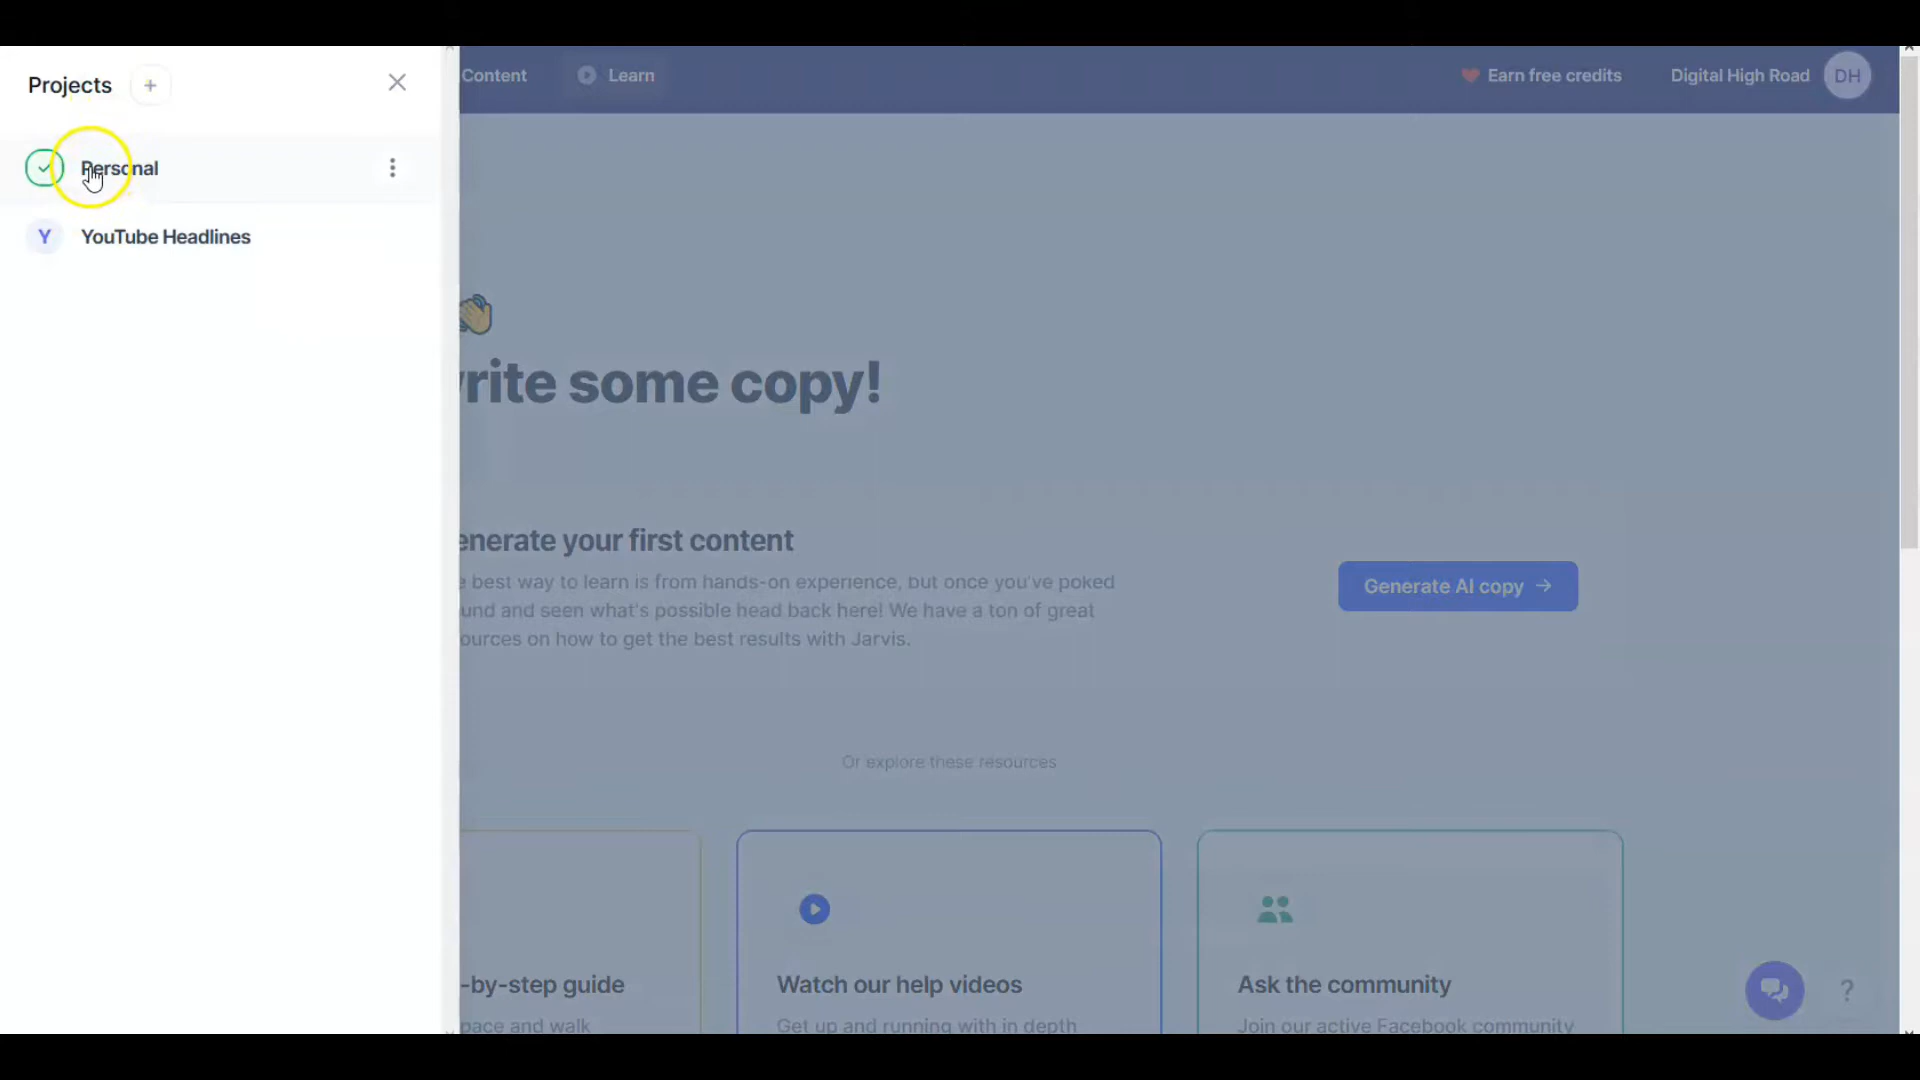 Projects +
Personal
Y YouTube Headlines
Content
Learn
Earn free credits
Digital High Road
DH
write some copy!
enerate your first content
e best way to learn is from hands-on experience, but once you've poked
und and seen what's possible head back here! We have a ton of great
ources on how to get the best results with Jarvis.
Generate AI copy →
Or explore these resources
-by-step guide
pace and walk
Watch our help videos
Get up and running with in depth
Ask the community
Join our active Facebook community
?